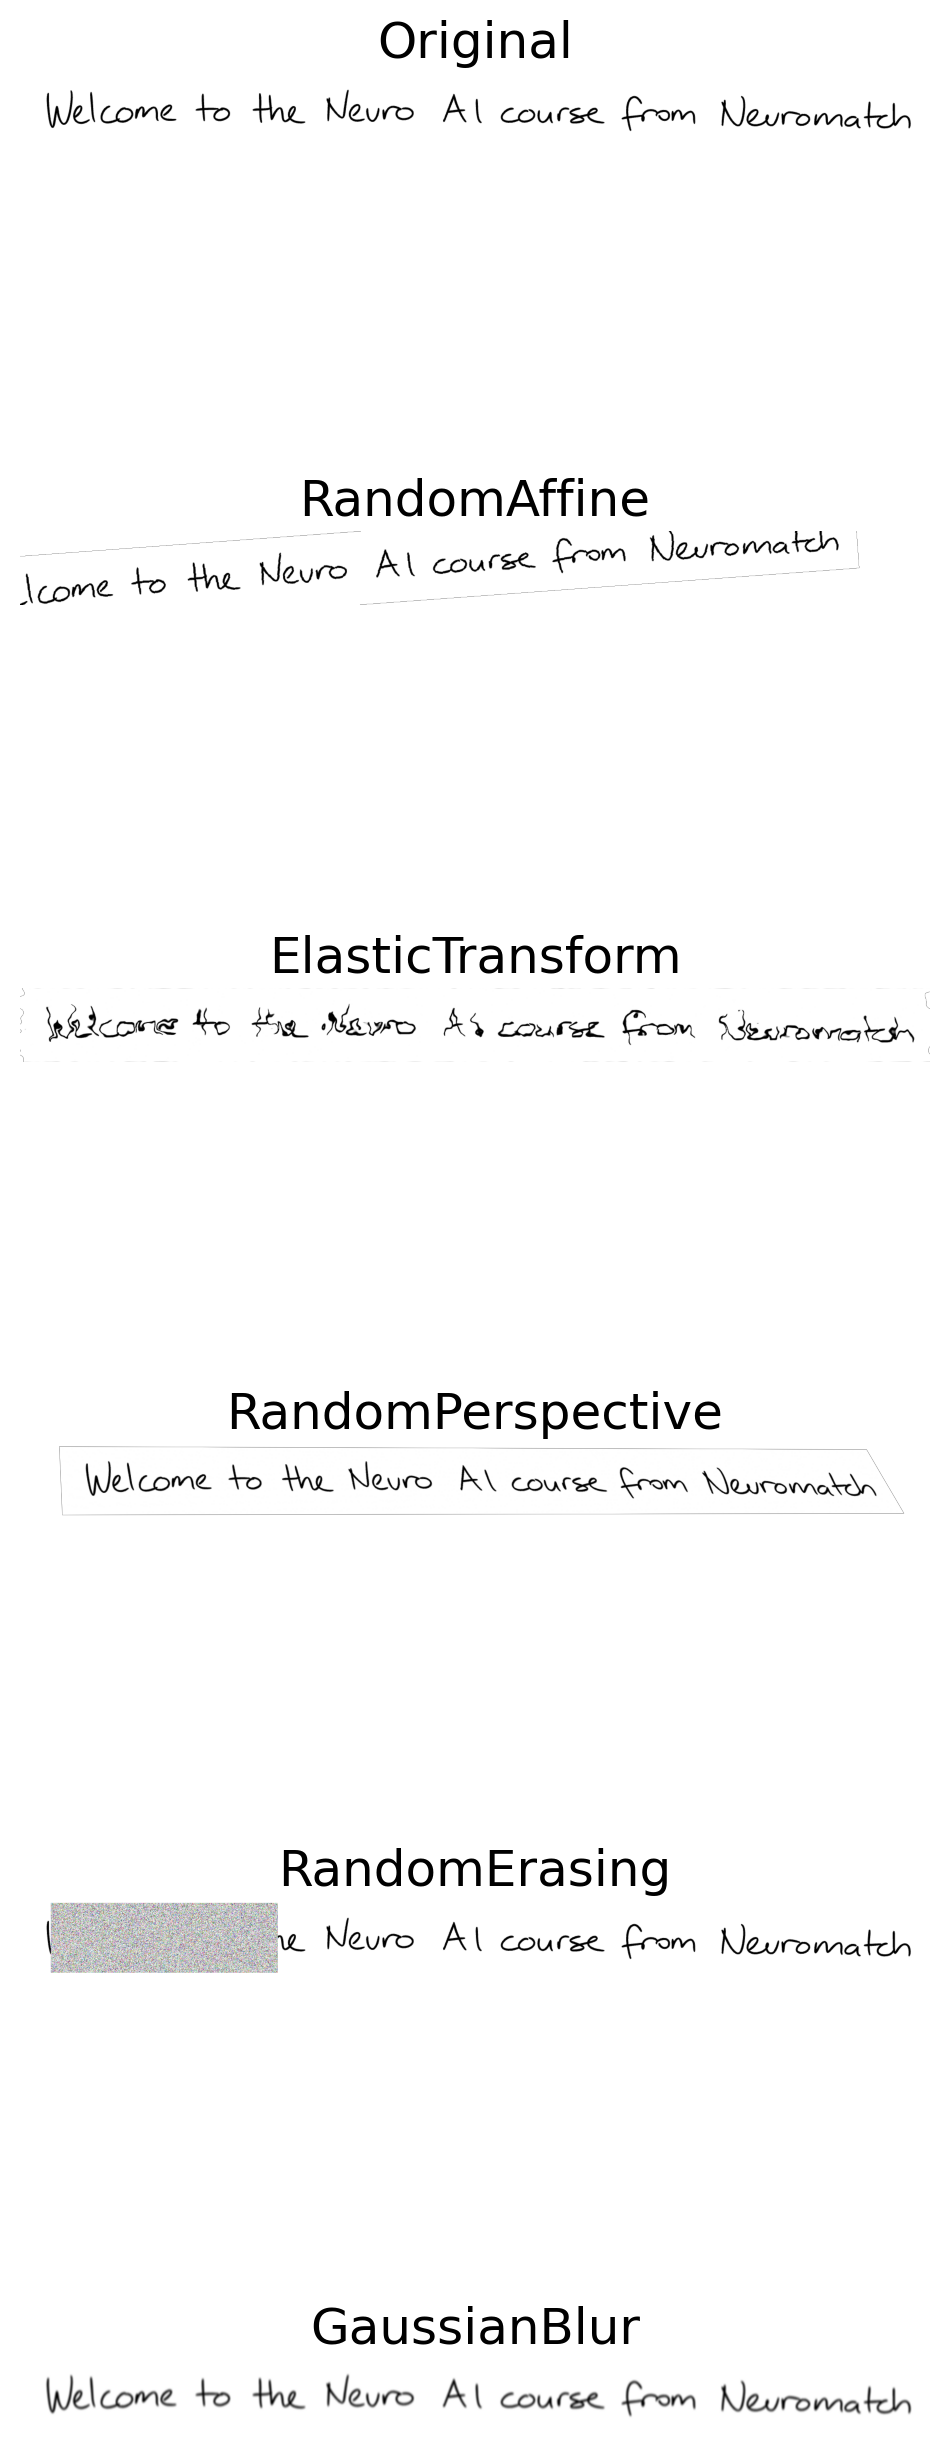 Original
Welcome to the Neuro AI course from Neuromatch
RandomAffine
lcome to the Neuro AI course from Neuromatch
ElasticTransform
Welcome to the Neuro AI course from Neuromatch
RandomPerspective
Welcome to the Neuro AI course from Neuromatch
RandomErasing
he Neuro AI course from Neuromatch
GaussianBlur
Welcome to the Neuro AI course from Neuromatch